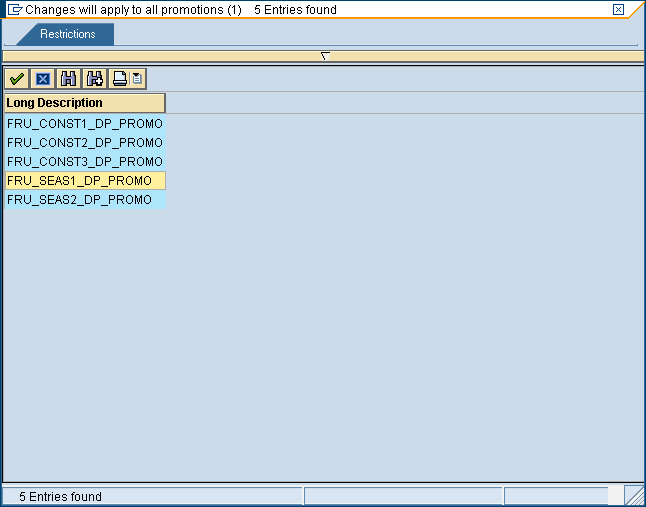 Changes will apply to all promotions (1) 5 Entries found
Restrictions
Long Description
FRU_CONST1_DP_PROMO
FRU_CONST2_DP_PROMO
FRU_CONST3_DP_PROMO
FRU_SEAS1_DP_PROMO
FRU_SEAS2_DP_PROMO
5 Entries found